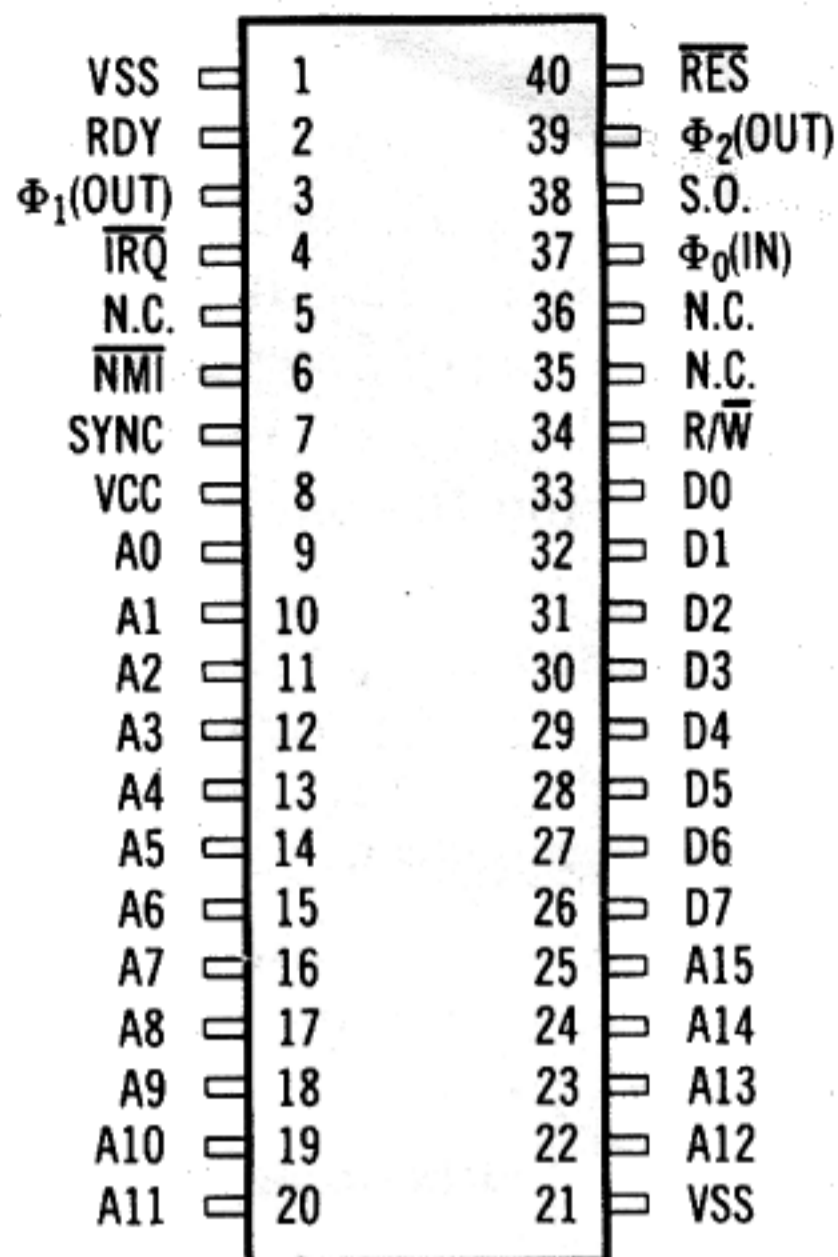 VSS 1 40 R̅E̅S̅
RDY 2 39 Φ₂(OUT)
Φ₁(OUT) 3 38 S.O.
I̅R̅Q̅ 4 37 Φ₀(IN)
N.C. 5 36 N.C.
N̅M̅I̅ 6 35 N.C.
SYNC 7 34 R/W̅
VCC 8 33 D0
A0 9 32 D1
A1 10 31 D2
A2 11 30 D3
A3 12 29 D4
A4 13 28 D5
A5 14 27 D6
A6 15 26 D7
A7 16 25 A15
A8 17 24 A14
A9 18 23 A13
A10 19 22 A12
A11 20 21 VSS